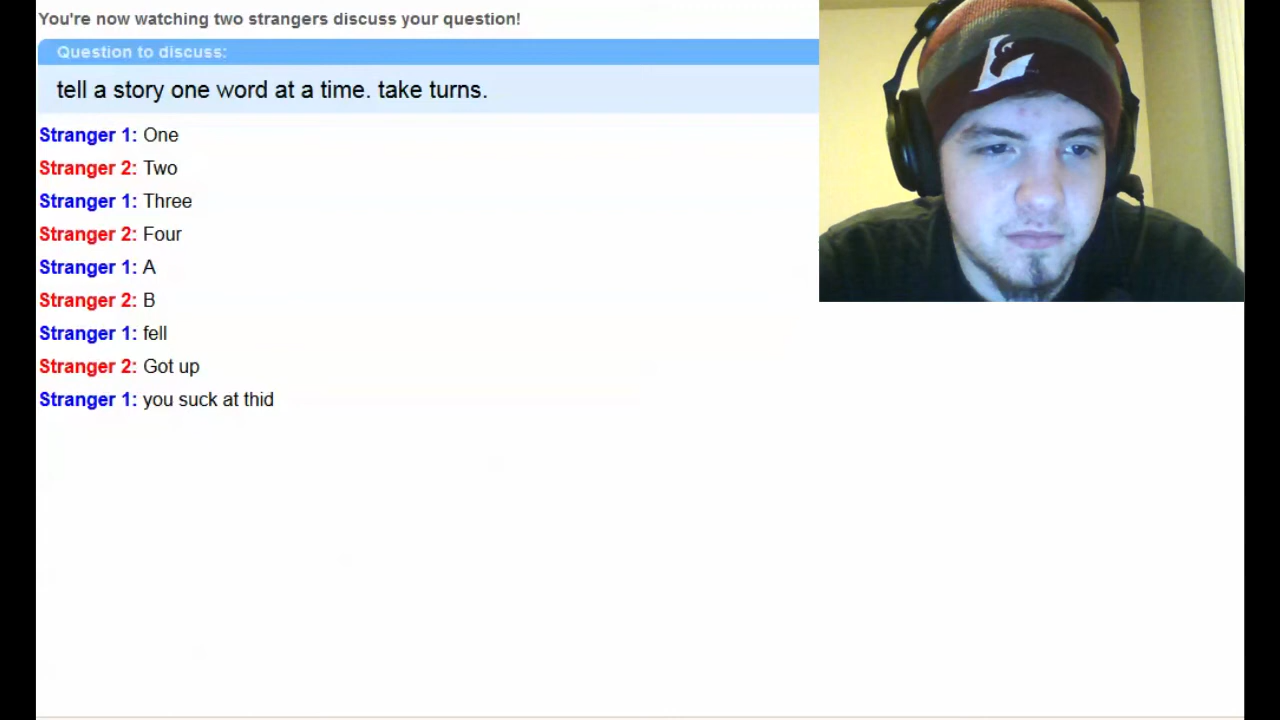 You're now watching two strangers discuss your question!
Question to discuss:
tell a story one word at a time. take turns.
Stranger 1: One
Stranger 2: Two
Stranger 1: Three
Stranger 2: Four
Stranger 1: A
Stranger 2: B
Stranger 1: fell
Stranger 2: Got up
Stranger 1: you suck at thid